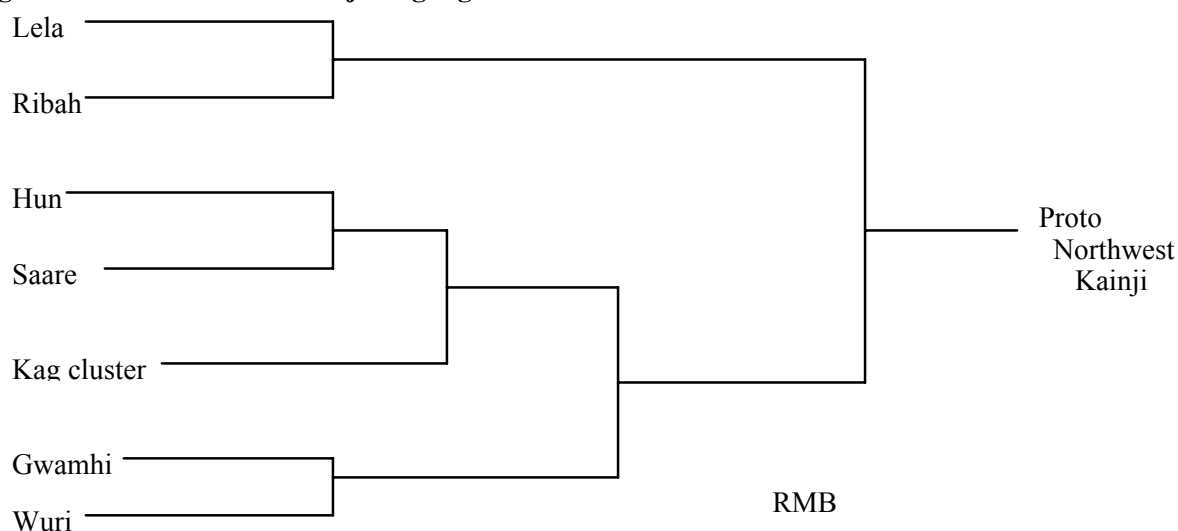 Lela
Ribah
Hun
Saare
Proto
Northwest
Kainji
Kag cluster
Gwamhi
Wuri
RMB